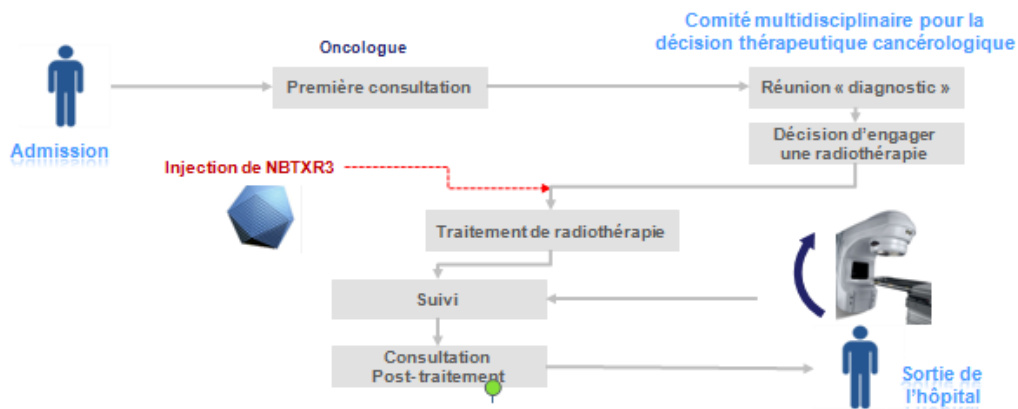 Comité multidisciplinaire pour la
décision thérapeutique cancérologique
Oncologue
Première consultation
Réunion « diagnostic »
Admission
Décision d'engager
une radiothérapie
Injection de NBTXR3
Traitement de radiothérapie
Suivi
Consultation
Post-traitement
Sortie de
l'hôpital